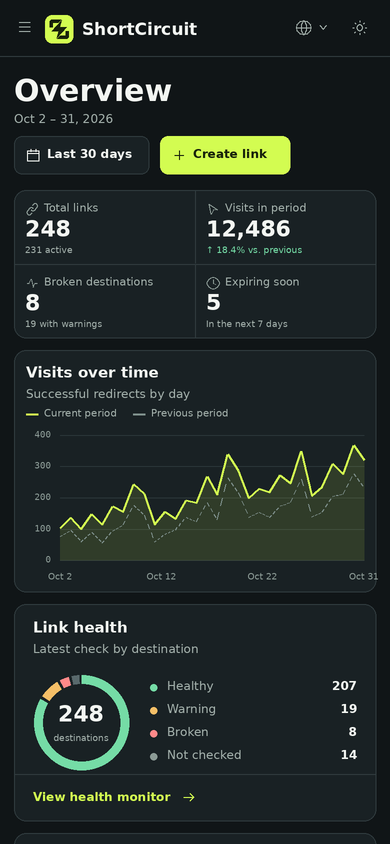 ShortCircuit
Overview
Oct 2 – 31, 2026
Last 30 days
Create link
Total links
248
231 active
Visits in period
12,486
↑ 18.4% vs. previous
Broken destinations
8
19 with warnings
Expiring soon
5
In the next 7 days
Visits over time
Successful redirects by day
Current period
Previous period
400
300
200
100
0
Oct 2
Oct 12
Oct 22
Oct 31
Link health
Latest check by destination
248
destinations
Healthy 207
Warning 19
Broken 8
Not checked 14
View health monitor →